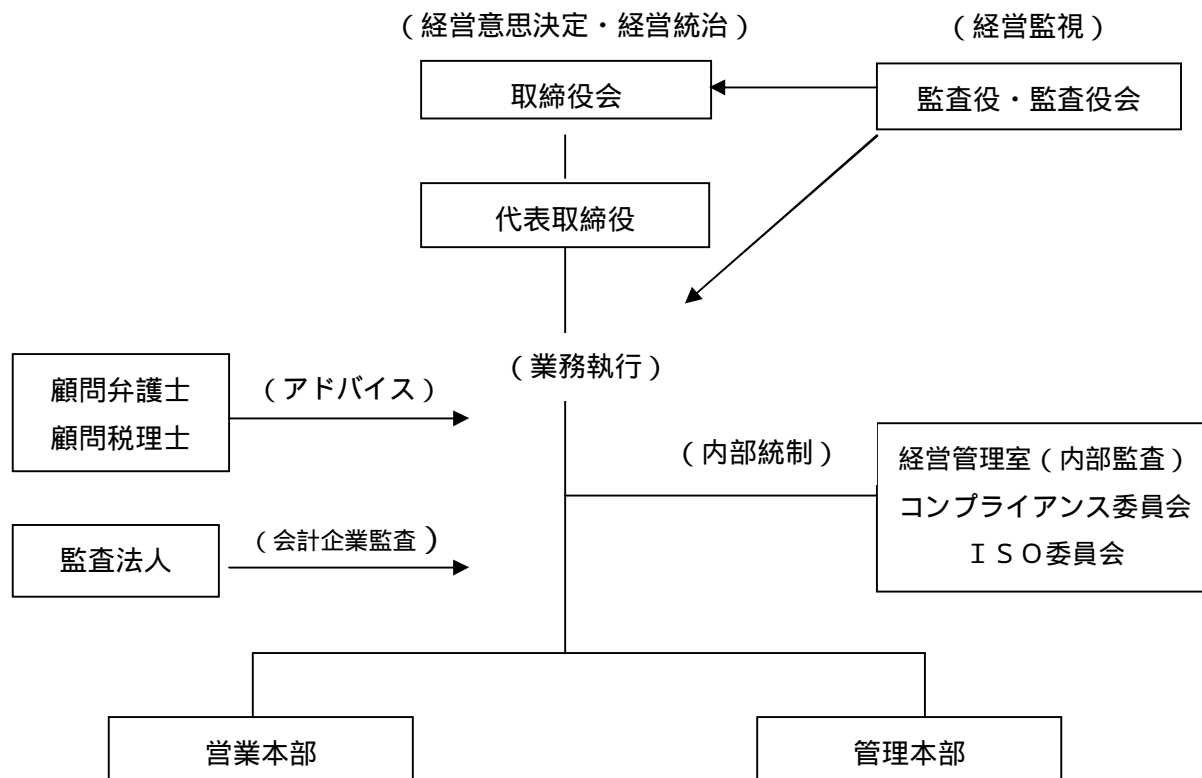 （経営意思決定・経営統治）
（経営監視）
取締役会
監査役・監査役会
代表取締役
（業務執行）
顧問弁護士
顧問税理士
（アドバイス）
（内部統制）
経営管理室（内部監査）
コンプライアンス委員会
ＩＳＯ委員会
監査法人
（会計企業監査）
営業本部
管理本部